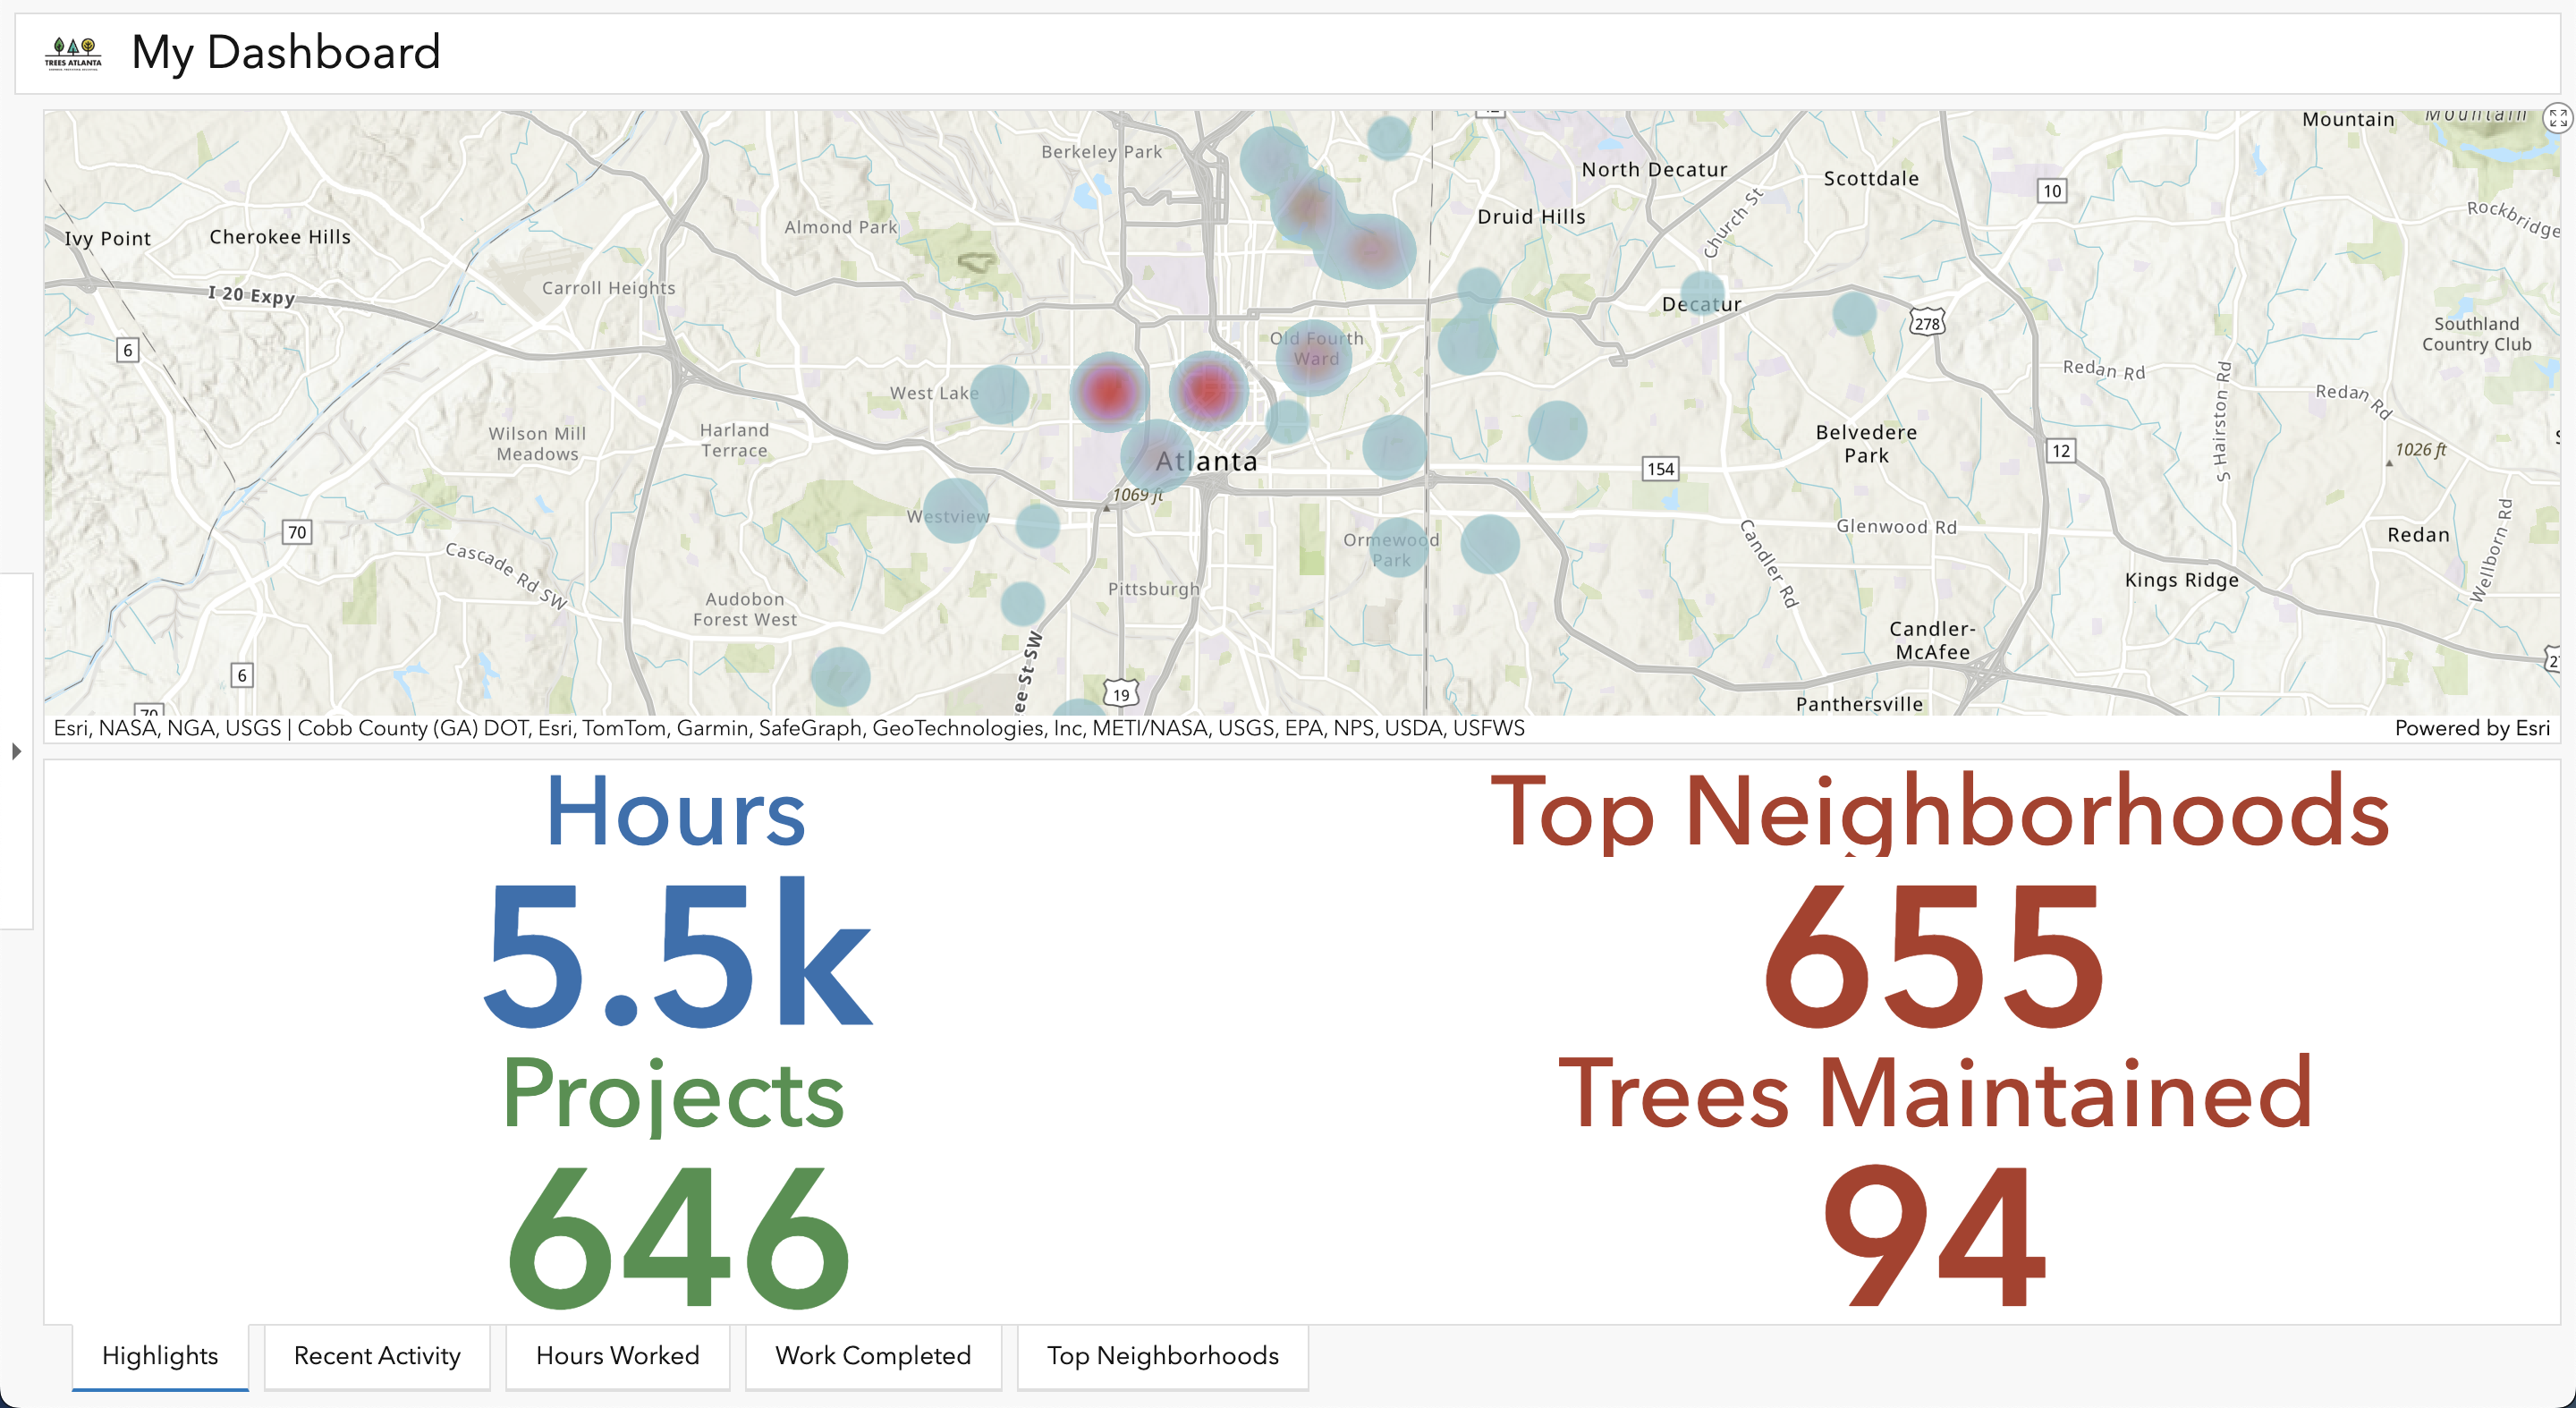 TREES ATLANTA
My Dashboard
Mountain
Mountain
Berkeley Park
North Decatur
Scottdale
10
Druid Hills
Church St
Rockbridge
Ivy Point
Cherokee Hills
Almond Park
Carroll Heights
I 20 Expy
Decatur
278
Southland
Country Club
6
Old Fourth
Ward
Redan Rd
S Hairston Rd
Redan Rd
West Lake
Wilson Mill
Meadows
Harland
Terrace
Belvedere
Park
12
1026 ft
Atlanta
154
1069 ft
Westview
70
Ormewood
Park
Candler Rd
Glenwood Rd
Redan
Wellborn Rd
Cascade Rd SW
Pittsburgh
Kings Ridge
Audobon
Forest West
Candler-
McAfee
ee St SW
6
19
Panthersville
70
Esri, NASA, NGA, USGS | Cobb County (GA) DOT, Esri, TomTom, Garmin, SafeGraph, GeoTechnologies, Inc, METI/NASA, USGS, EPA, NPS, USDA, USFWS
Powered by Esri
Hours
5.5k
Top Neighborhoods
655
Projects
646
Trees Maintained
94
Highlights
Recent Activity
Hours Worked
Work Completed
Top Neighborhoods